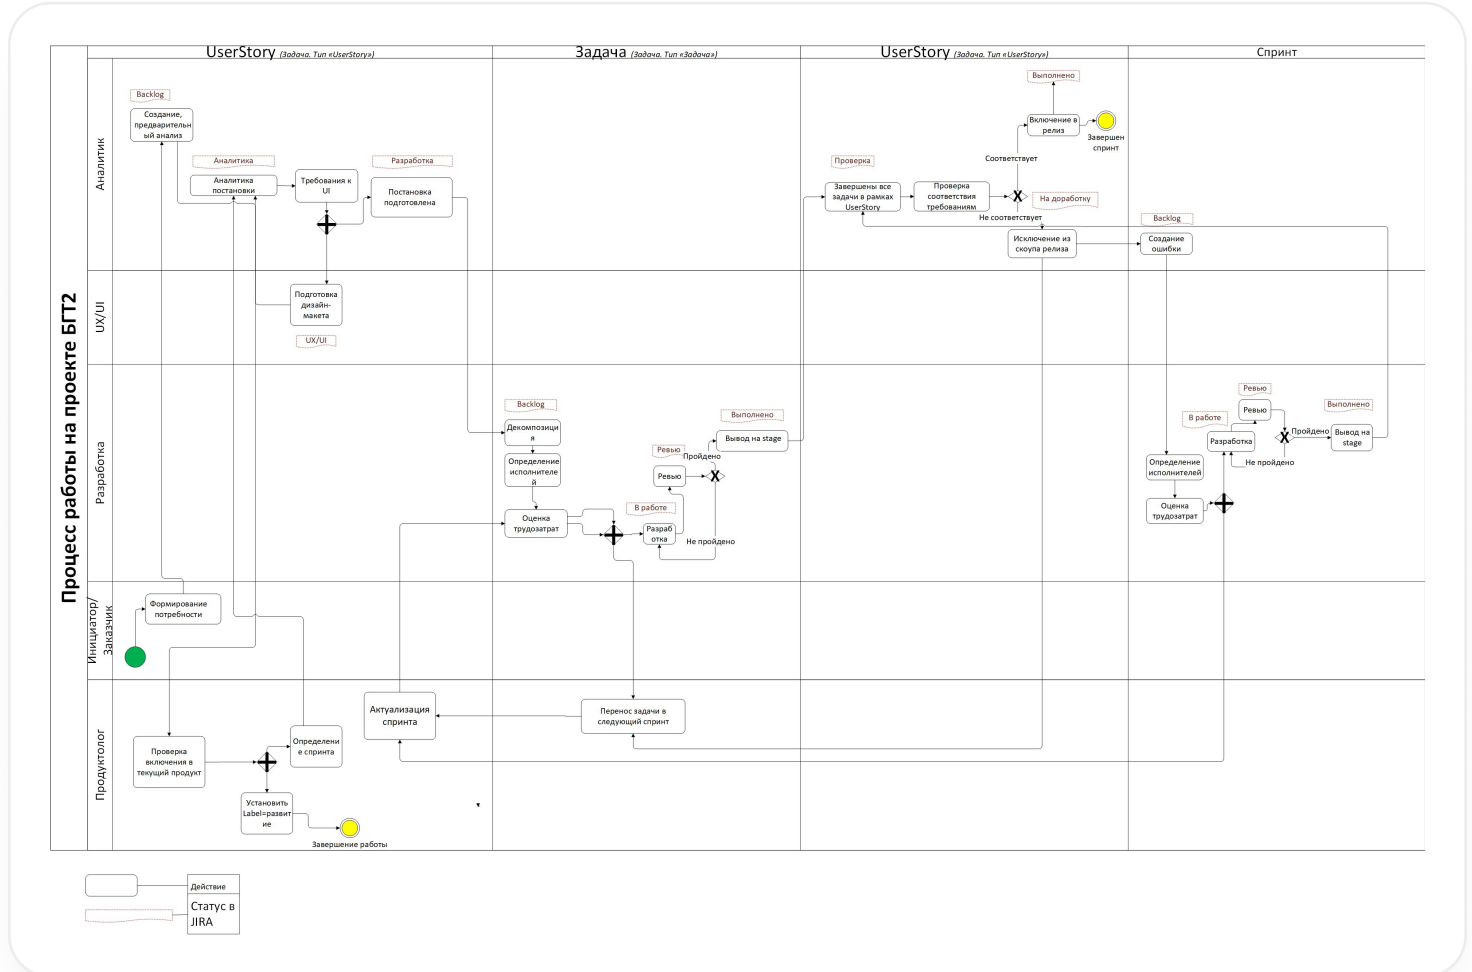 UserStory (Задача. Тип «UserStory»)
Задача (Задача. Тип «Задача»)
UserStory (Задача. Тип «UserStory»)
Спринт
Процесс работы на проекте БГТ2
Аналитик
Backlog
Создание,
предварительн
ый анализ
Аналитика
Аналитика
постановки
Требования к
UI
Разработка
Постановка
подготовлена
Проверка
Завершены все
задачи в рамках
UserStory
Проверка
соответствия
требованиям
Соответствует
Не соответствует
На доработку
Выполнено
Включение в
релиз
Завершен
спринт
Исключение из
скоупа релиза
Backlog
Создание
ошибки
UX/UI
Подготовка
дизайн-
макета
UX/UI
Разработка
Backlog
Декомпозици
я
Определение
исполнителе
й
Оценка
трудозатрат
В работе
Разраб
отка
Ревью
Ревью
Пройдено
Не пройдено
Выполнено
Вывод на stage
Определение
исполнителей
Оценка
трудозатрат
В работе
Разработка
Ревью
Ревью
Пройдено
Не пройдено
Выполнено
Вывод на
stage
Инициатор/
Заказчик
Формирование
потребности
Продуктолог
Проверка
включения в
текущий продукт
Определени
е спринта
Установить
Label=развит
ие
Завершение работы
Актуализация
спринта
Перенос задачи в
следующий спринт
Действие
Статус в
JIRA